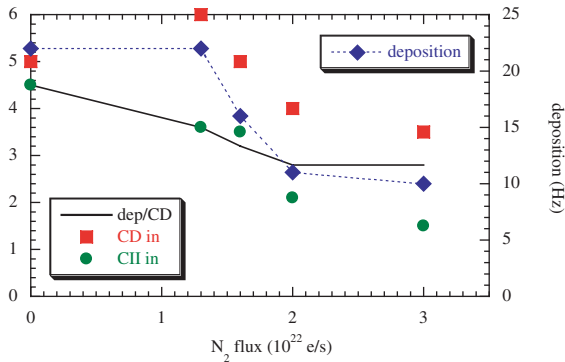 6
5
4
3
2
1
0
25
20
15
10
5
0
deposition
dep/CD
CD in
CII in
deposition (Hz)
0
1
2
3
N2 flux (10^22 e/s)